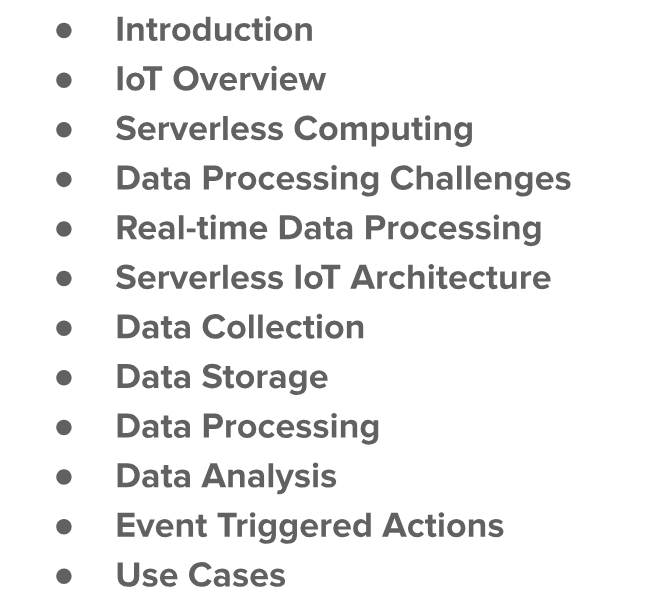 ● Introduction
● IoT Overview
● Serverless Computing
● Data Processing Challenges
● Real-time Data Processing
● Serverless IoT Architecture
● Data Collection
● Data Storage
● Data Processing
● Data Analysis
● Event Triggered Actions
● Use Cases